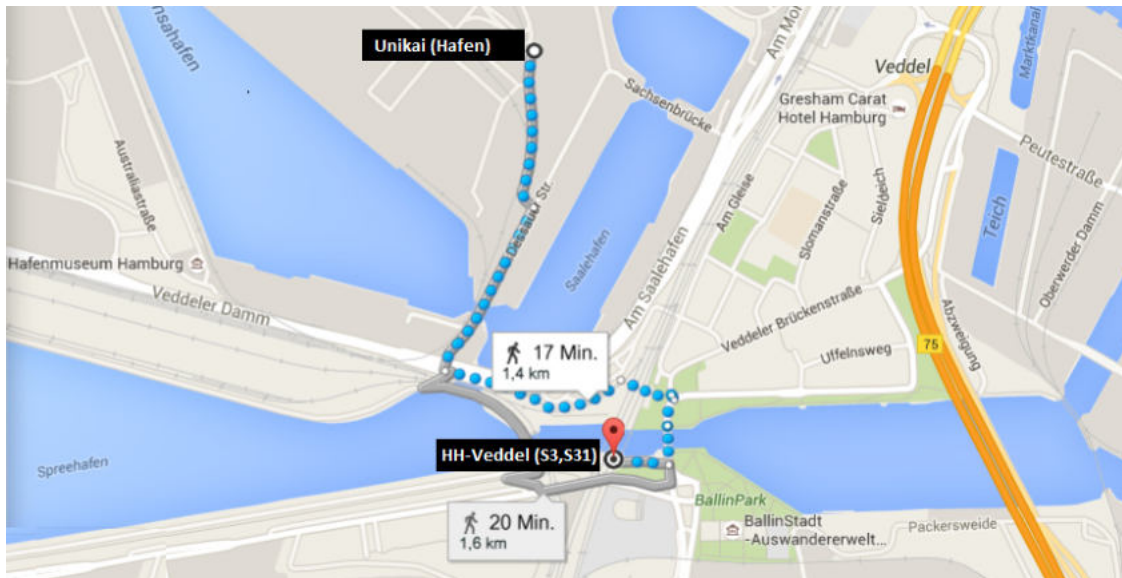 nsahafen
Unikai (Hafen)
Am Mo
Veddel
Marktkanal
Sachsenbrücke
Gresham Carat
Hotel Hamburg
Peutestraße
Australiastraße
Dessauer Str.
Am Gleise
Slomanstraße
Sieldeich
Teich
Oberwerder Damm
Saalehafen
Hafenmuseum Hamburg
Veddeler Damm
Am Saalehafen
Veddeler Brückenstraße
Abzweigung
75
17 Min.
1,4 km
Uffelnsweg
HH-Veddel (S3,S31)
Spreehafen
BallinPark
20 Min.
1,6 km
BallinStadt
-Auswandererwelt...
Packersweide